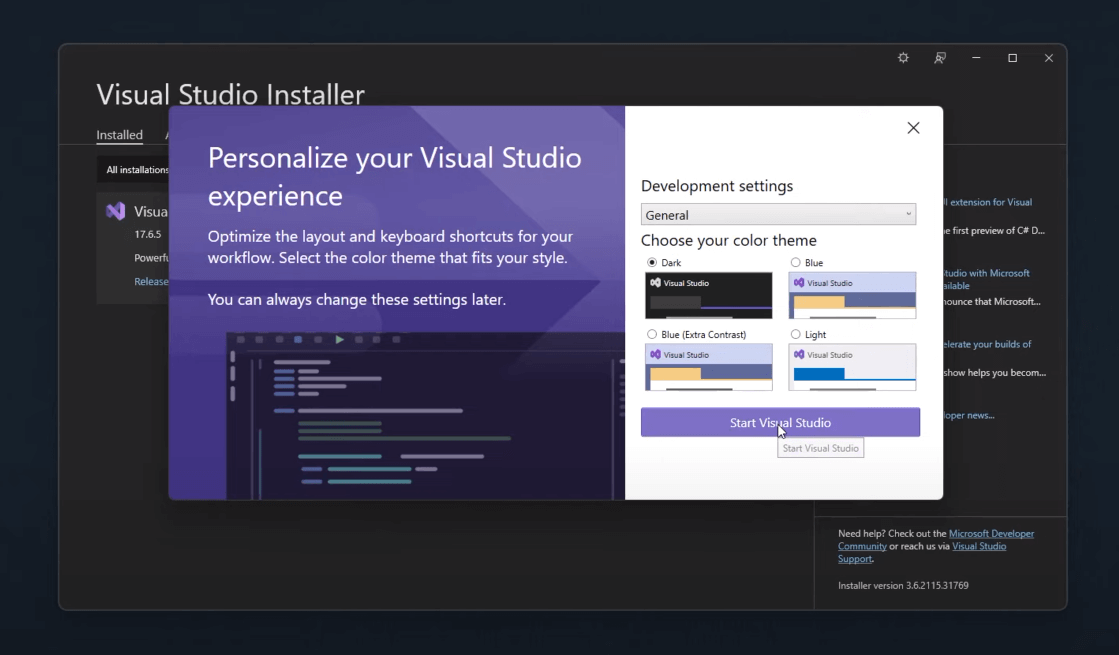 Visual Studio Installer
Installed
All installations
Visua
17.6.5
Powerfu
Release
Personalize your Visual Studio
experience
Optimize the layout and keyboard shortcuts for your
workflow. Select the color theme that fits your style.
You can always change these settings later.
Development settings
General
Choose your color theme
Dark
Blue
Visual Studio
Visual Studio
Blue (Extra Contrast)
Light
Visual Studio
Visual Studio
Start Visual Studio
Start Visual Studio
extension for Visual
first preview of C# D...
tudio with Microsoft
ailable
nounce that Microsoft...
elerate your builds of
show helps you becom...
loper news...
Need help? Check out the Microsoft Developer
Community or reach us via Visual Studio
Support.
Installer version 3.6.2115.31769